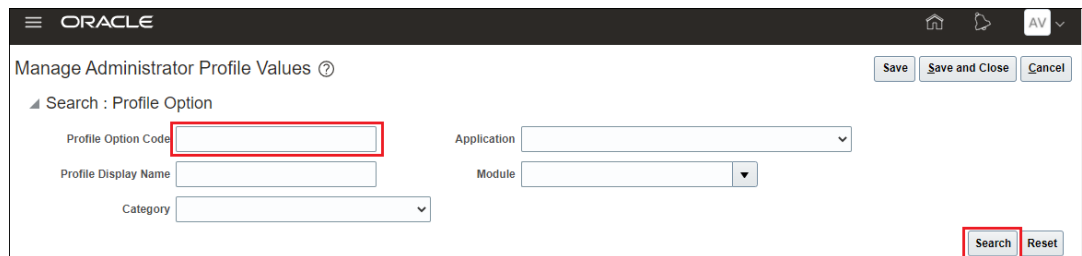 ORACLE AV
Manage Administrator Profile Values ? Save Save and Close Cancel
Search : Profile Option
Profile Option Code Application
Profile Display Name Module
Category
Search Reset